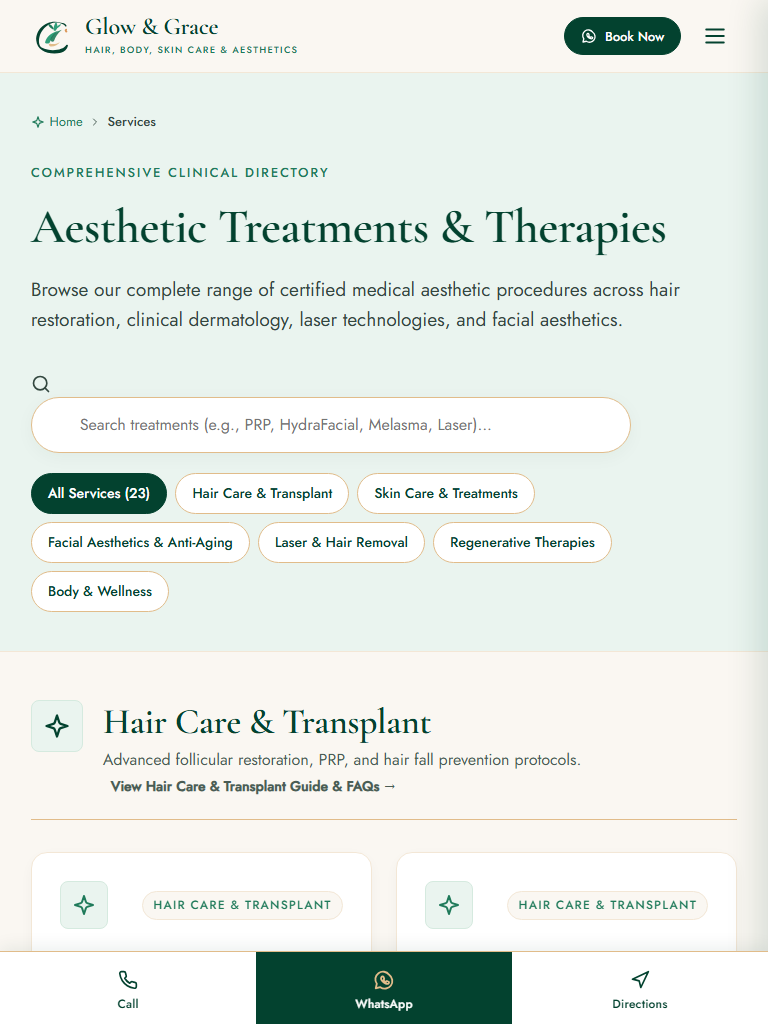 Glow & Grace
HAIR, BODY, SKIN CARE & AESTHETICS
Book Now
Home > Services
COMPREHENSIVE CLINICAL DIRECTORY
Aesthetic Treatments & Therapies
Browse our complete range of certified medical aesthetic procedures across hair
restoration, clinical dermatology, laser technologies, and facial aesthetics.
Search treatments (e.g., PRP, HydraFacial, Melasma, Laser)...
All Services (23) Hair Care & Transplant Skin Care & Treatments
Facial Aesthetics & Anti-Aging Laser & Hair Removal Regenerative Therapies
Body & Wellness
Hair Care & Transplant
Advanced follicular restoration, PRP, and hair fall prevention protocols.
View Hair Care & Transplant Guide & FAQs →
HAIR CARE & TRANSPLANT HAIR CARE & TRANSPLANT
Call WhatsApp Directions